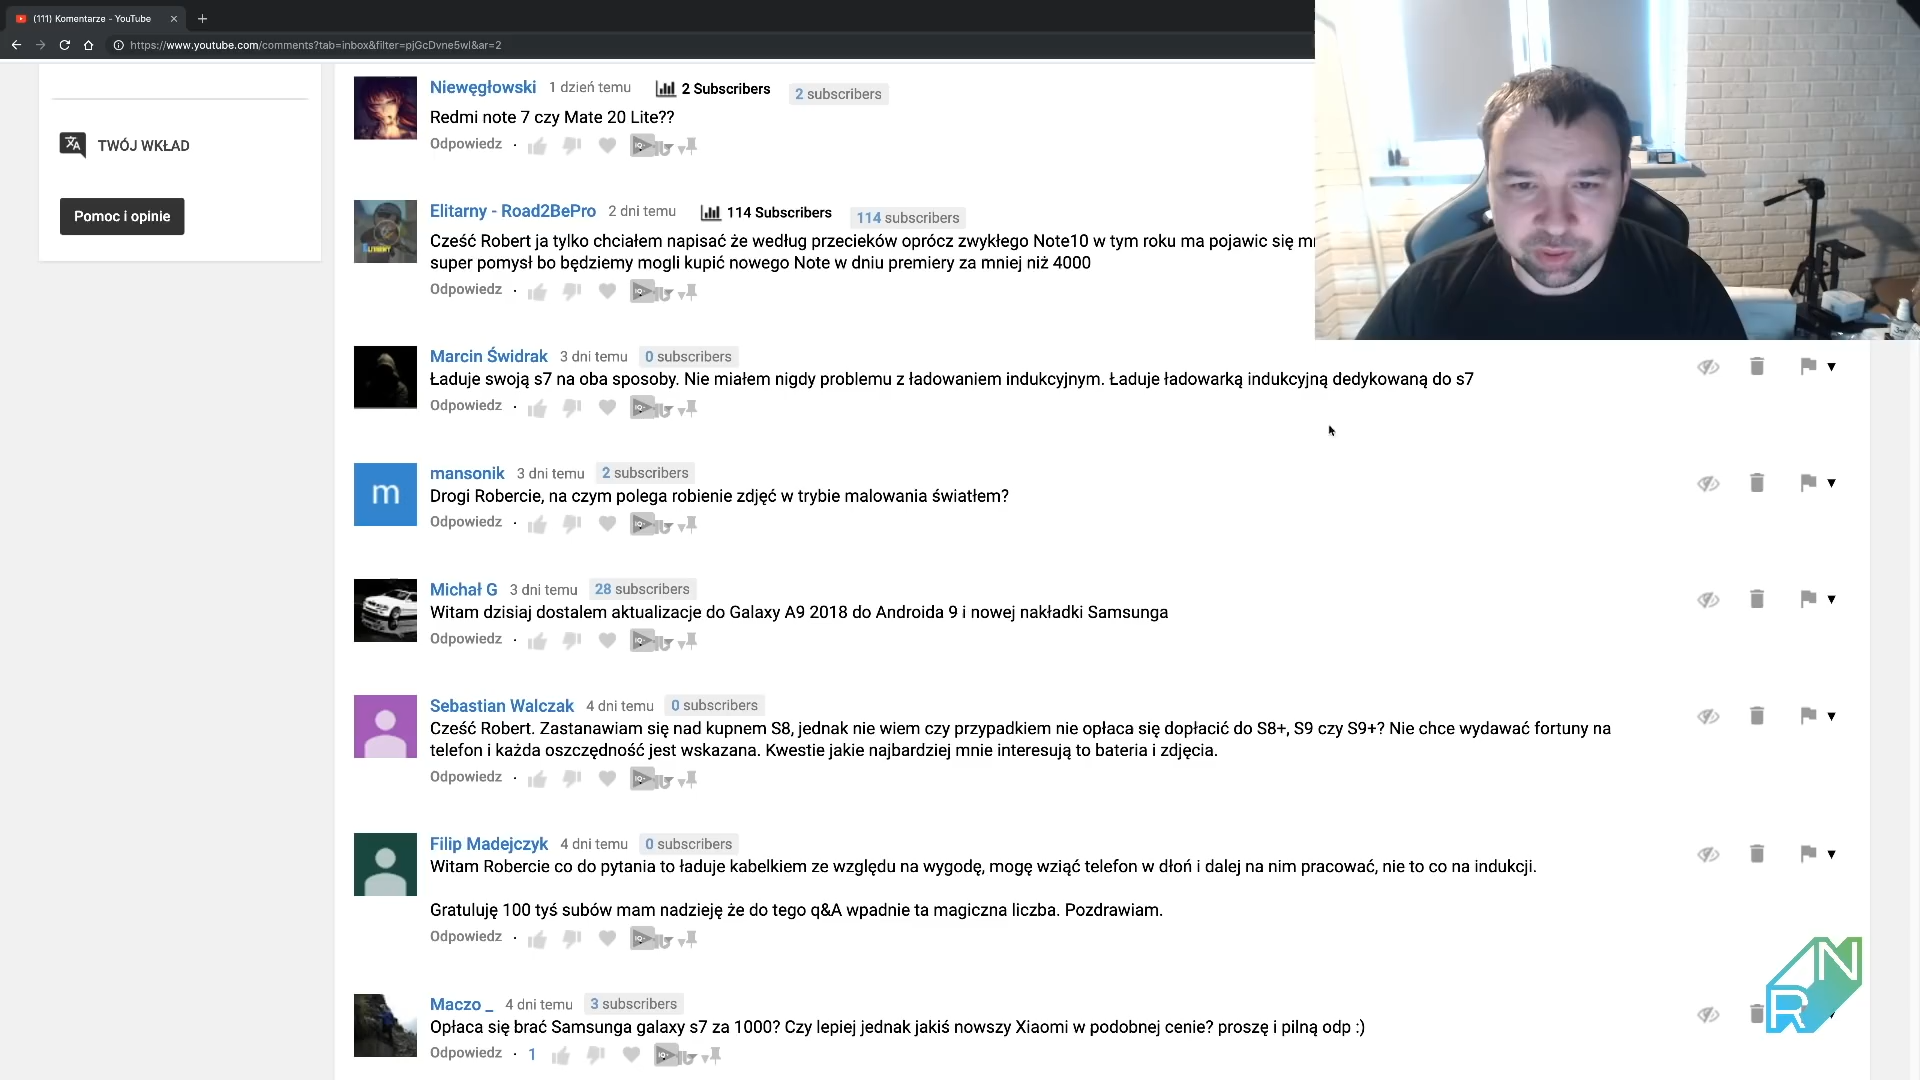 (111) Komentarze - YouTube
https://www.youtube.com/comments?tab=inbox&filter=pjGcDvne5wI&ar=2
TWÓJ WKŁAD
Pomoc i opinie
Niewęgłowski 1 dzień temu 2 Subscribers 2 subscribers
Redmi note 7 czy Mate 20 Lite??
Odpowiedz
Elitarny - Road2BePro 2 dni temu 114 Subscribers 114 subscribers
Cześć Robert ja tylko chciałem napisać że według przecieków oprócz zwykłego Note10 w tym roku ma pojawic się
super pomysł bo będziemy mogli kupić nowego Note w dniu premiery za mniej niż 4000
Odpowiedz
Marcin Świdrak 3 dni temu 0 subscribers
Ładuje swoją s7 na oba sposoby. Nie miałem nigdy problemu z ładowaniem indukcyjnym. Ładuje ładowarką indukcyjną dedykowaną do s7
Odpowiedz
m
mansonik 3 dni temu 2 subscribers
Drogi Robercie, na czym polega robienie zdjęć w trybie malowania światłem?
Odpowiedz
Michał G 3 dni temu 28 subscribers
Witam dzisiaj dostalem aktualizacje do Galaxy A9 2018 do Androida 9 i nowej nakładki Samsunga
Odpowiedz
Sebastian Walczak 4 dni temu 0 subscribers
Cześć Robert. Zastanawiam się nad kupnem S8, jednak nie wiem czy przypadkiem nie opłaca się dopłacić do S8+, S9 czy S9+? Nie chce wydawać fortuny na
telefon i każda oszczędność jest wskazana. Kwestie jakie najbardziej mnie interesują to bateria i zdjęcia.
Odpowiedz
Filip Madejczyk 4 dni temu 0 subscribers
Witam Robercie co do pytania to ładuje kabelkiem ze względu na wygodę, mogę wziąć telefon w dłoń i dalej na nim pracować, nie to co na indukcji.
Gratuluję 100 tyś subów mam nadzieję że do tego q&A wpadnie ta magiczna liczba. Pozdrawiam.
Odpowiedz
Maczo _ 4 dni temu 3 subscribers
Opłaca się brać Samsunga galaxy s7 za 1000? Czy lepiej jednak jakiś nowszy Xiaomi w podobnej cenie? proszę i pilną odp :)
Odpowiedz 1
N
R